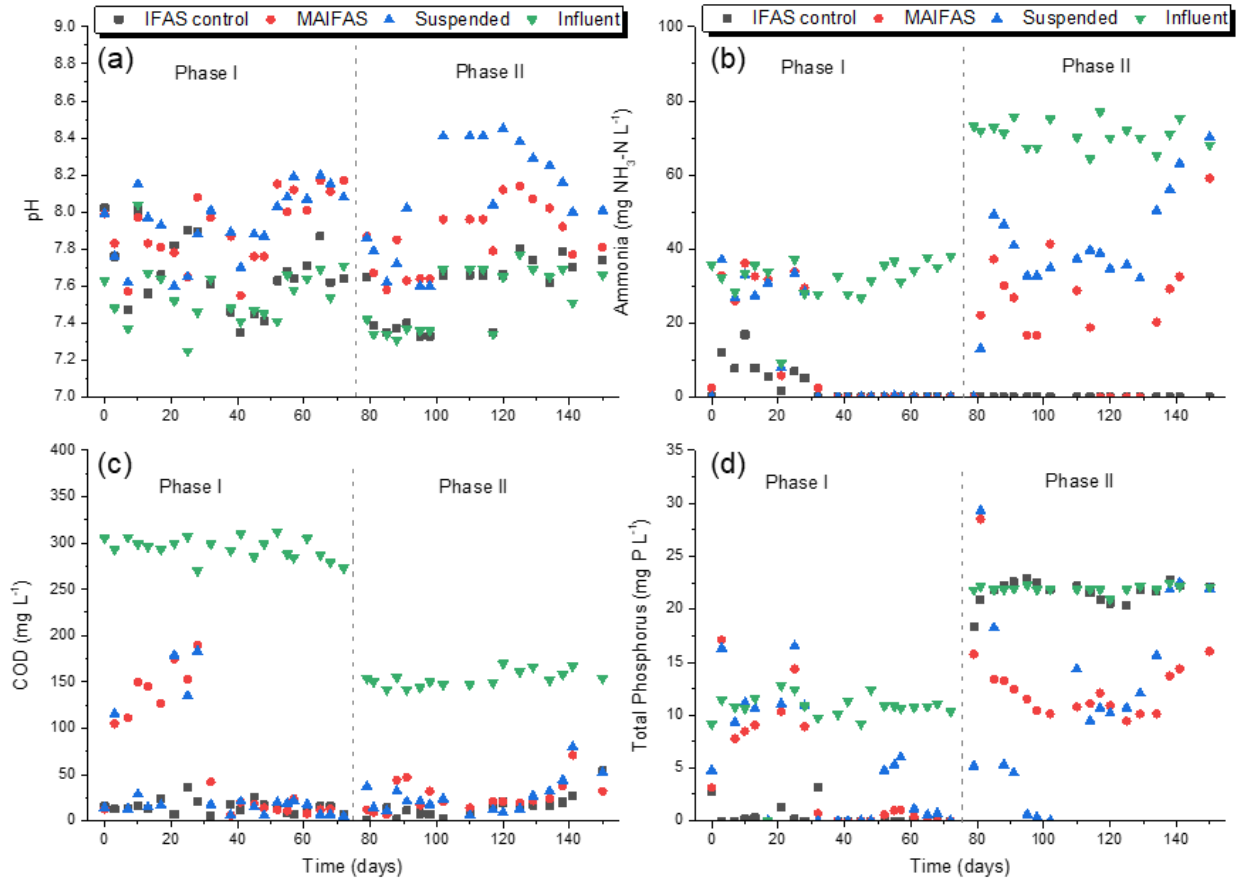 IFAS control MAIFAS Suspended Influent
IFAS control MAIFAS Suspended Influent
(a)
Phase I
Phase II
pH
9.0
8.8
8.6
8.4
8.2
8.0
7.8
7.6
7.4
7.2
7.0
0 20 40 60 80 100 120 140
(b)
Phase I
Phase II
Ammonia (mg NH₃-N L⁻¹)
100
80
60
40
20
0
0 20 40 60 80 100 120 140
(c)
Phase I
Phase II
COD (mg L⁻¹)
400
350
300
250
200
150
100
50
0
0 20 40 60 80 100 120 140
Time (days)
(d)
Phase I
Phase II
Total Phosphorus (mg P L⁻¹)
35
30
25
20
15
10
5
0
0 20 40 60 80 100 120 140
Time (days)